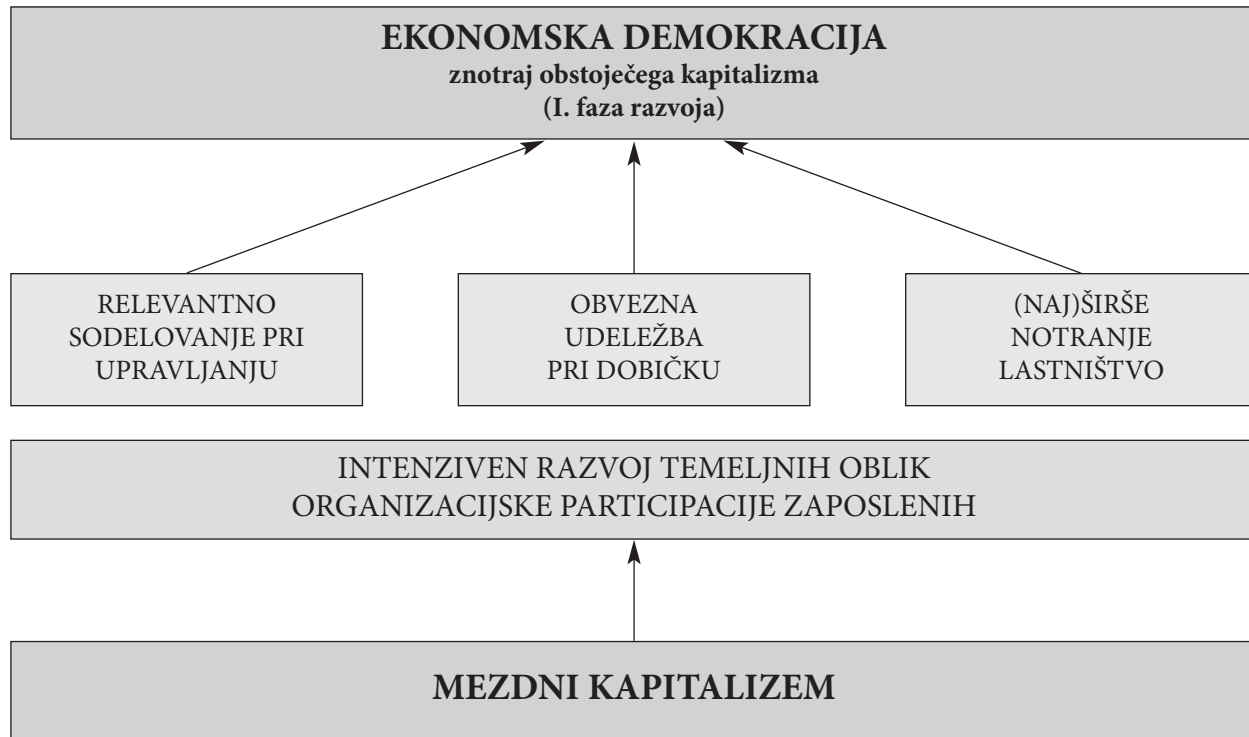 EKONOMSKA DEMOKRACIJA
znotraj obstoječega kapitalizma
(I. faza razvoja)
RELEVANTNO
SODELOVANJE PRI
UPRAVLJANJU
OBVEZNA
UDELEŽBA
PRI DOBIČKU
(NAJ)ŠIRŠE
NOTRANJE
LASTNIŠTVO
INTENZIVEN RAZVOJ TEMELJNIH OBLIK
ORGANIZACIJSKE PARTICIPACIJE ZAPOSLENIH
MEZDNI KAPITALIZEM